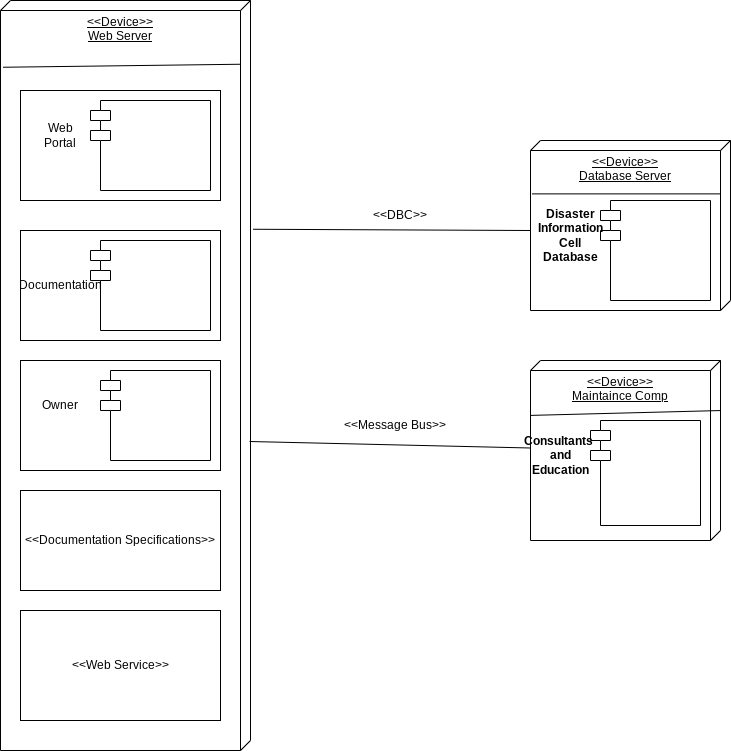 <<Device>>
Web Server
Web
Portal
Documentation
Owner
<<Documentation Specifications>>
<<Web Service>>
<<DBC>>
<<Message Bus>>
<<Device>>
Database Server
Disaster
Information
Cell
Database
<<Device>>
Maintaince Comp
Consultants
and
Education